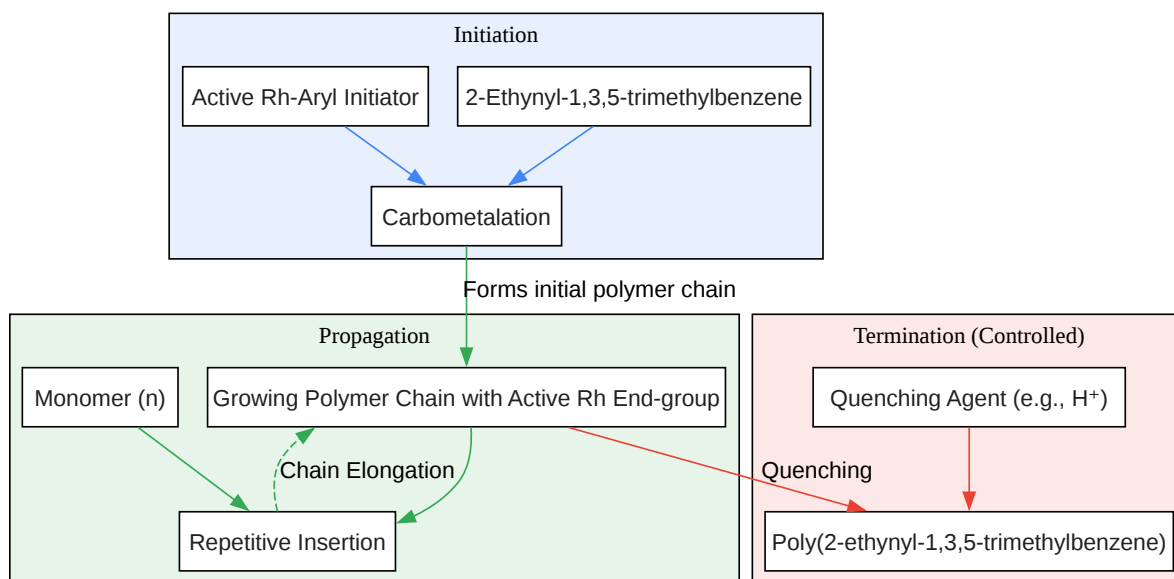 Initiation
Active Rh-Aryl Initiator
2-Ethynyl-1,3,5-trimethylbenzene
Carbometalation
Forms initial polymer chain
Propagation
Termination (Controlled)
Monomer (n)
Growing Polymer Chain with Active Rh End-group
Quenching Agent (e.g., H⁺)
Chain Elongation
Quenching
Repetitive Insertion
Poly(2-ethynyl-1,3,5-trimethylbenzene)